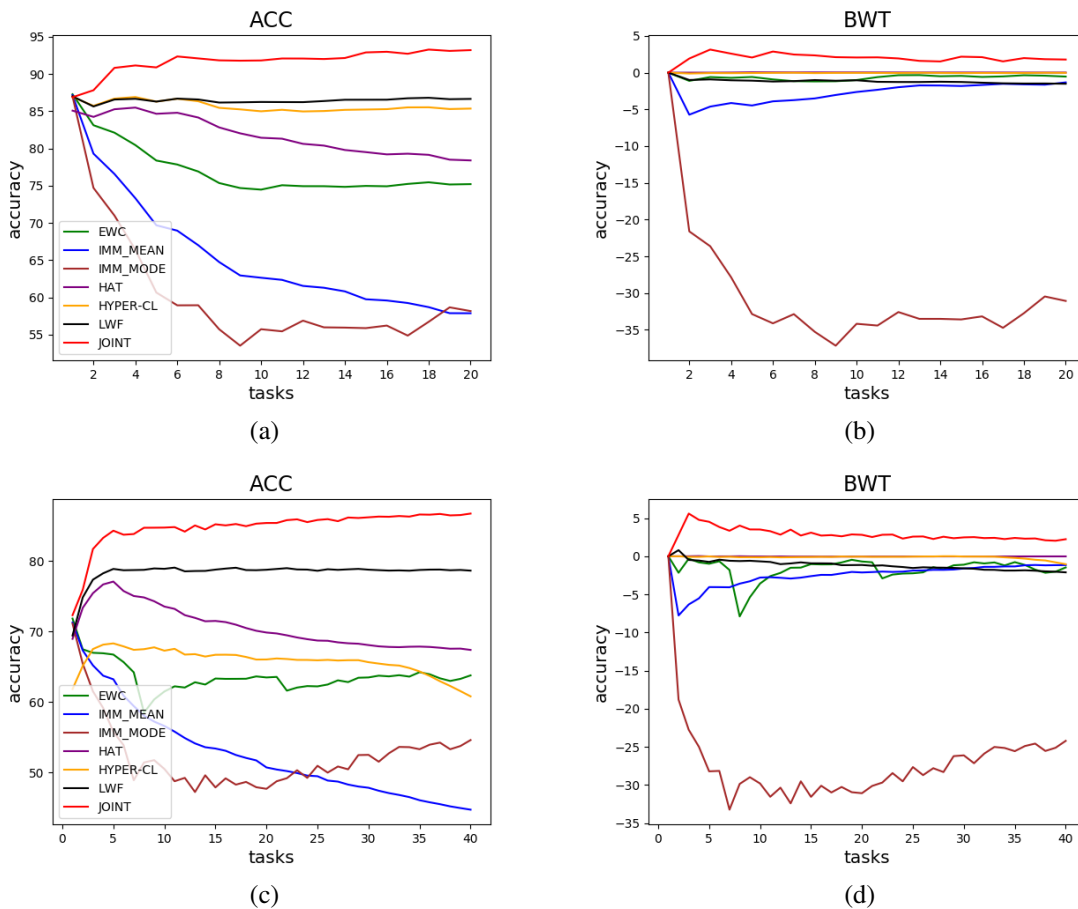 ACC
95
90
85
80
75
70
65
60
55
accuracy
EWC
IMM_MEAN
IMM_MODE
HAT
HYPER-CL
LWF
JOINT
2 4 6 8 10 12 14 16 18 20
tasks
(a)
BWT
5
0
−5
−10
−15
−20
−25
−30
−35
accuracy
2 4 6 8 10 12 14 16 18 20
tasks
(b)
ACC
80
70
60
50
accuracy
EWC
IMM_MEAN
IMM_MODE
HAT
HYPER-CL
LWF
JOINT
0 5 10 15 20 25 30 35 40
tasks
(c)
BWT
5
0
−5
−10
−15
−20
−25
−30
−35
accuracy
0 5 10 15 20 25 30 35 40
tasks
(d)